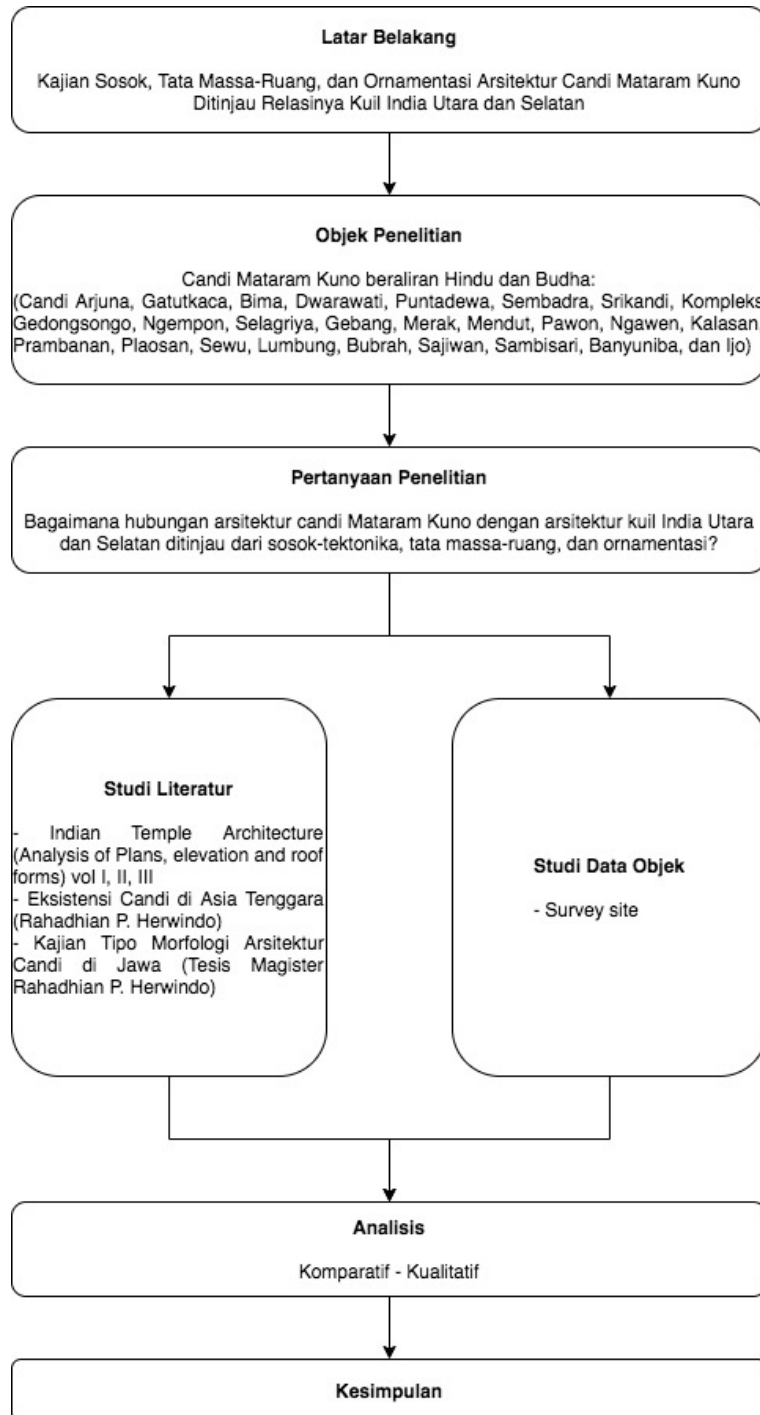 Latar Belakang
Kajian Sosok, Tata Massa-Ruang, dan Ornamentasi Arsitektur Candi Mataram Kuno
Ditinjau Relasinya Kuil India Utara dan Selatan
Objek Penelitian
Candi Mataram Kuno beraliran Hindu dan Budha:
(Candi Arjuna, Gatutkaca, Bima, Dwarawati, Puntadewa, Sembadra, Srikandi, Kompleks
Gedongsongo, Ngempon, Selagriya, Gebang, Merak, Mendut, Pawon, Ngawen, Kalasan,
Prambanan, Plaosan, Sewu, Lumbung, Bubrah, Sajiwan, Sambisari, Banyuniba, dan Ijo)
Pertanyaan Penelitian
Bagaimana hubungan arsitektur candi Mataram Kuno dengan arsitektur kuil India Utara
dan Selatan ditinjau dari sosok-tektonika, tata massa-ruang, dan ornamentasi?
Studi Literatur
- Indian Temple Architecture
(Analysis of Plans, elevation and roof
forms) vol I, II, III
- Eksistensi Candi di Asia Tenggara
(Rahadhian P. Herwindo)
- Kajian Tipo Morfologi Arsitektur
Candi di Jawa (Tesis Magister
Rahadhian P. Herwindo)
Studi Data Objek
- Survey site
Analisis
Komparatif - Kualitatif
Kesimpulan